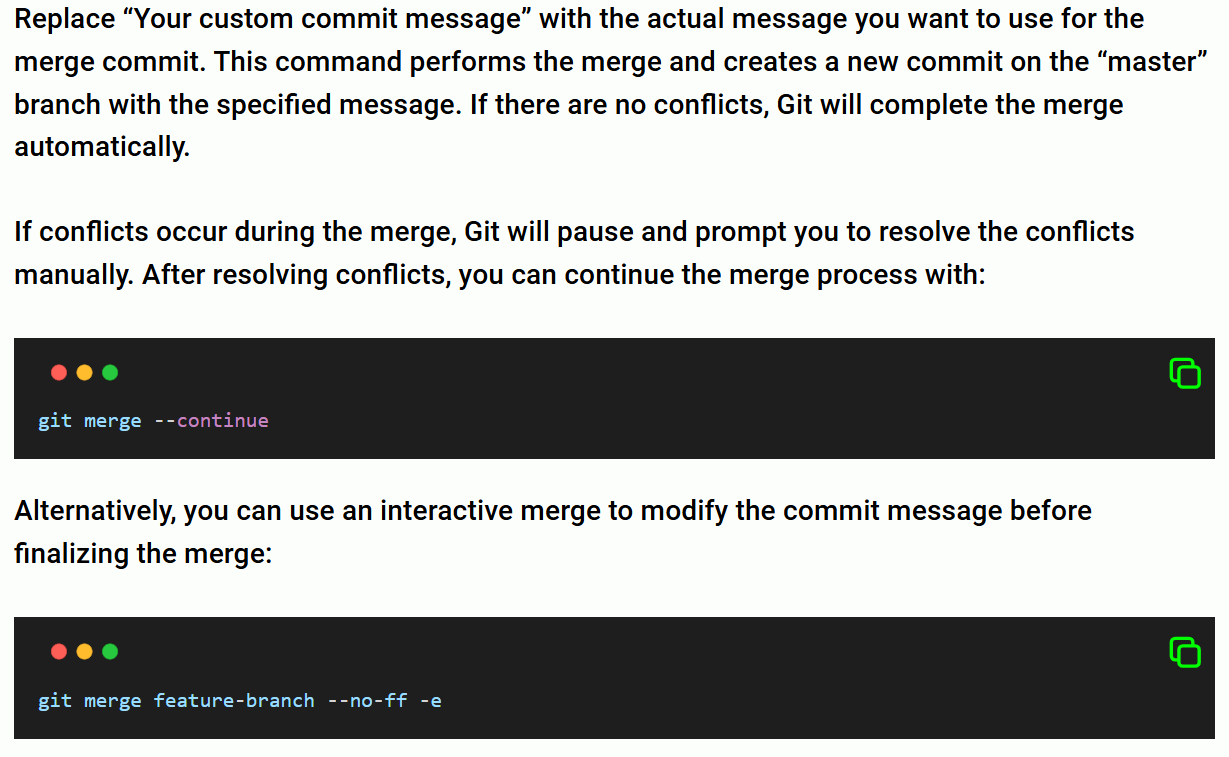 Replace “Your custom commit message” with the actual message you want to use for the
merge commit. This command performs the merge and creates a new commit on the “master”
branch with the specified message. If there are no conflicts, Git will complete the merge
automatically.
If conflicts occur during the merge, Git will pause and prompt you to resolve the conflicts
manually. After resolving conflicts, you can continue the merge process with:
git merge --continue
Alternatively, you can use an interactive merge to modify the commit message before
finalizing the merge:
git merge feature-branch --no-ff -e